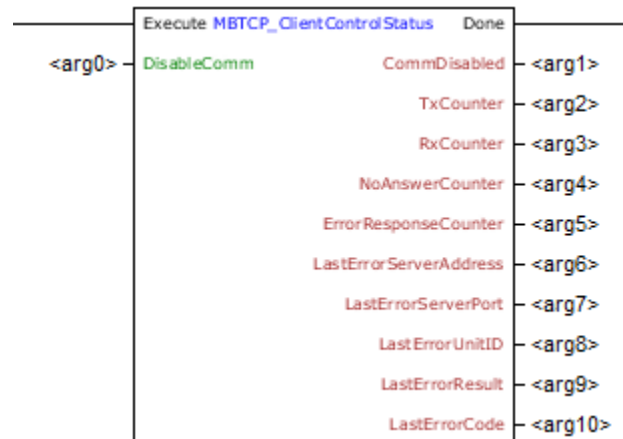 Execute MBTCP_ClientControlStatus Done
<arg0> DisableComm CommDisabled <arg1>
TxCounter <arg2>
RxCounter <arg3>
NoAnswerCounter <arg4>
ErrorResponseCounter <arg5>
LastErrorServerAddress <arg6>
LastErrorServerPort <arg7>
LastErrorUnitID <arg8>
LastErrorResult <arg9>
LastErrorCode <arg10>